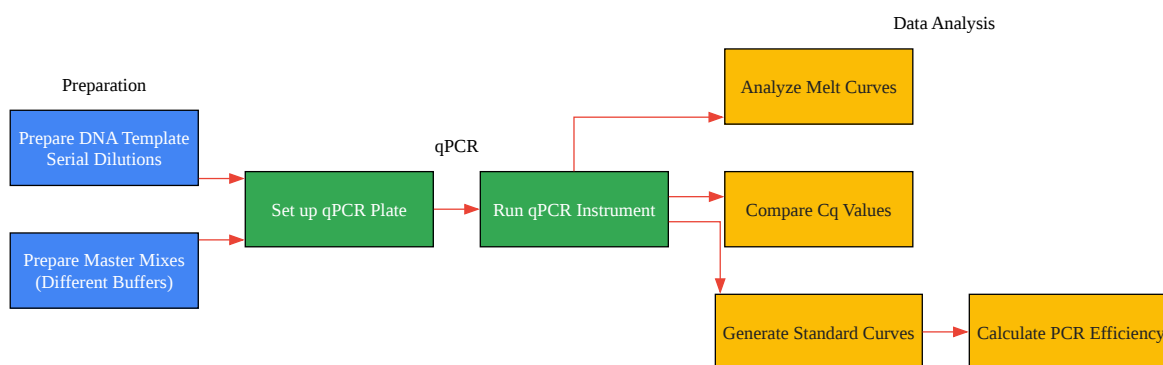 Data Analysis
Preparation
Analyze Melt Curves
Prepare DNA Template
Serial Dilutions
qPCR
Set up qPCR Plate
Run qPCR Instrument
Compare Cq Values
Prepare Master Mixes
(Different Buffers)
Generate Standard Curves
Calculate PCR Efficiency